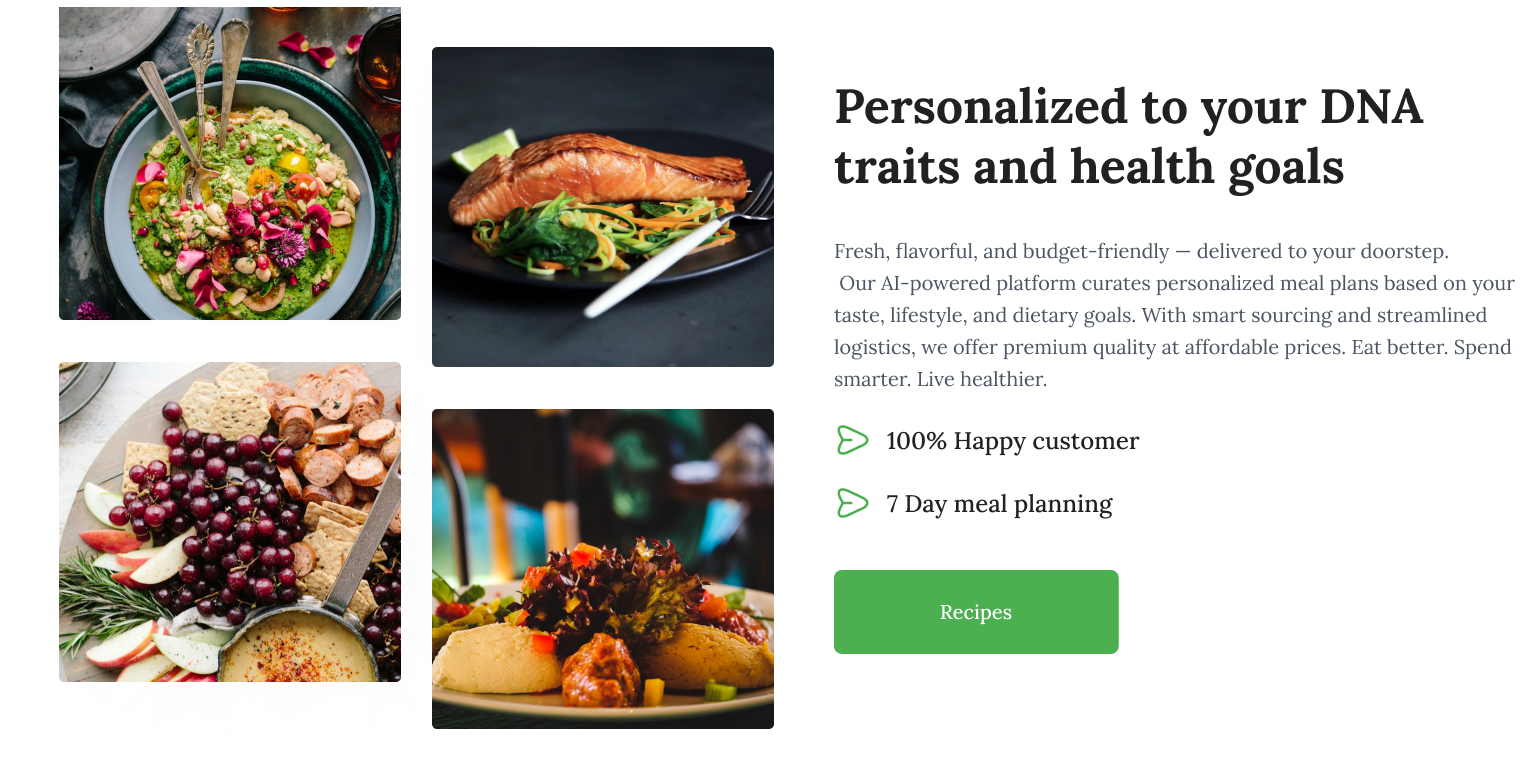 Personalized to your DNA
traits and health goals
Fresh, flavorful, and budget-friendly — delivered to your doorstep.
Our AI-powered platform curates personalized meal plans based on your
taste, lifestyle, and dietary goals. With smart sourcing and streamlined
logistics, we offer premium quality at affordable prices. Eat better. Spend
smarter. Live healthier.
100% Happy customer
7 Day meal planning
Recipes